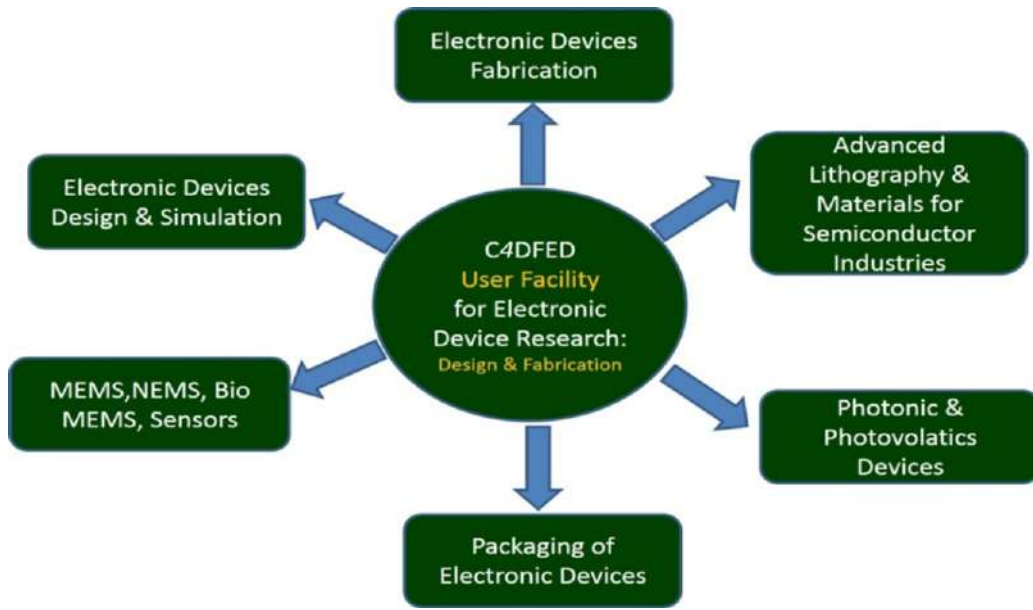 Electronic Devices
Fabrication
Advanced
Lithography &
Materials for
Semiconductor
Industries
Electronic Devices
Design & Simulation
C4DFED
User Facility
for Electronic
Device Research:
Design & Fabrication
MEMS,NEMS, Bio
MEMS, Sensors
Photonic &
Photovolatics
Devices
Packaging of
Electronic Devices